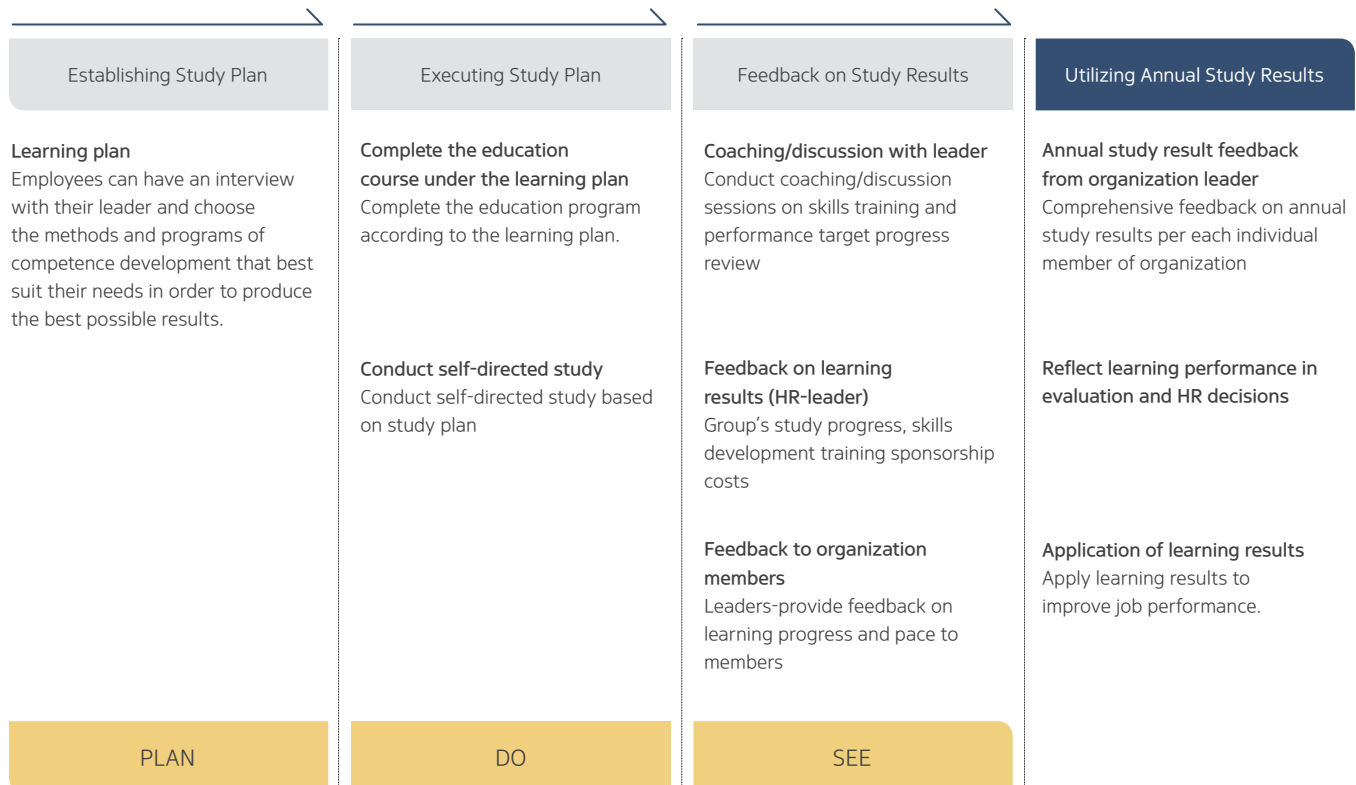 Establishing Study Plan
Learning plan
Employees can have an interview
with their leader and choose
the methods and programs of
competence development that best
suit their needs in order to produce
the best possible results.
PLAN
Executing Study Plan
Complete the education
course under the learning plan
Complete the education program
according to the learning plan.
Conduct self-directed study
Conduct self-directed study based
on study plan
DO
Feedback on Study Results
Coaching/discussion with leader
Conduct coaching/discussion
sessions on skills training and
performance target progress
review
Feedback on learning
results (HR-leader)
Group's study progress, skills
development training sponsorship
costs
Feedback to organization
members
Leaders-provide feedback on
learning progress and pace to
members
SEE
Utilizing Annual Study Results
Annual study result feedback
from organization leader
Comprehensive feedback on annual
study results per each individual
member of organization
Reflect learning performance in
evaluation and HR decisions
Application of learning results
Apply learning results to
improve job performance.